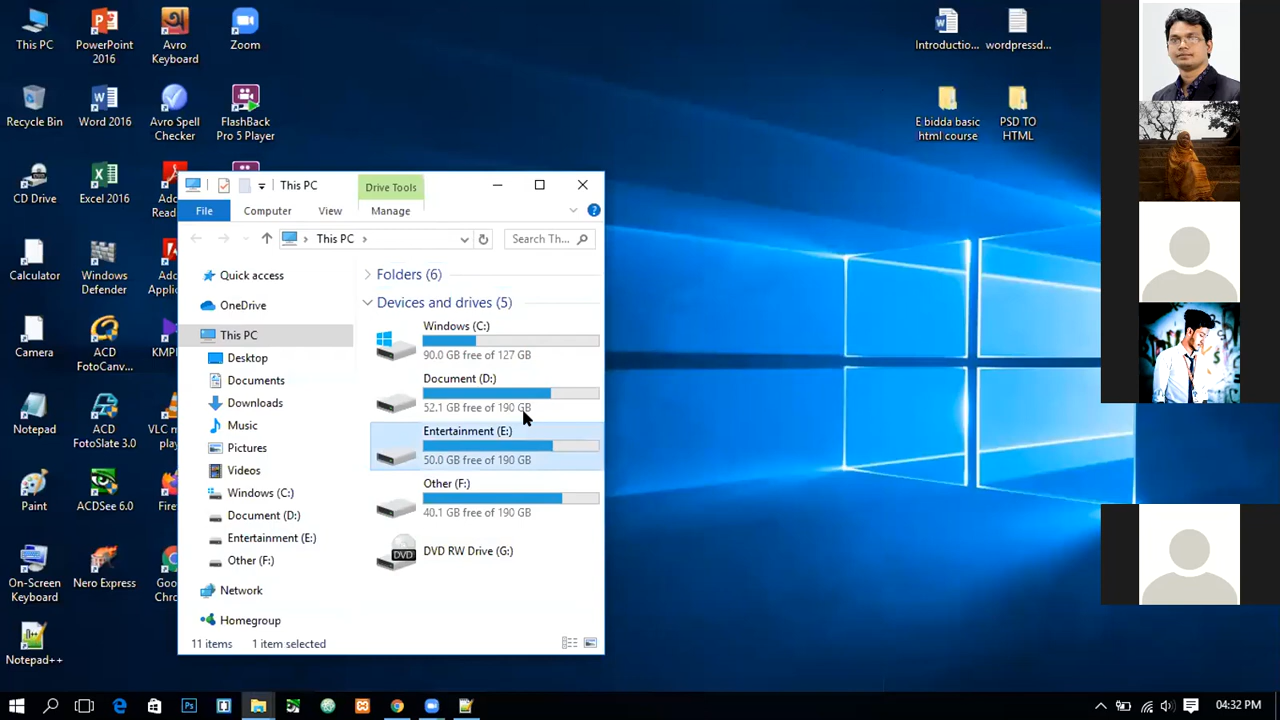 This PC
PowerPoint
2016
Avro
Keyboard
Zoom
Recycle Bin
Word 2016
Avro Spell
Checker
FlashBack
Pro 5 Player
CD Drive
Excel 2016
Calculator
Windows
Defender
Camera
ACD
FotoCanv...
Notepad
ACD
FotoSlate 3.0
Paint
ACDSee 6.0
On-Screen
Keyboard
Nero Express
Notepad++
Introductio...
wordpressd...
E bidda basic
html course
PSD TO
HTML
This PC
Drive Tools
File
Computer
View
Manage
This PC
Search Th...
Quick access
OneDrive
This PC
Desktop
Documents
Downloads
Music
Pictures
Videos
Windows (C:)
Document (D:)
Entertainment (E:)
Other (F:)
Network
Homegroup
Folders (6)
Devices and drives (5)
Windows (C:)
90.0 GB free of 127 GB
Document (D:)
52.1 GB free of 190 GB
Entertainment (E:)
50.0 GB free of 190 GB
Other (F:)
40.1 GB free of 190 GB
DVD
DVD RW Drive (G:)
11 items
1 item selected
Ps
04:32 PM